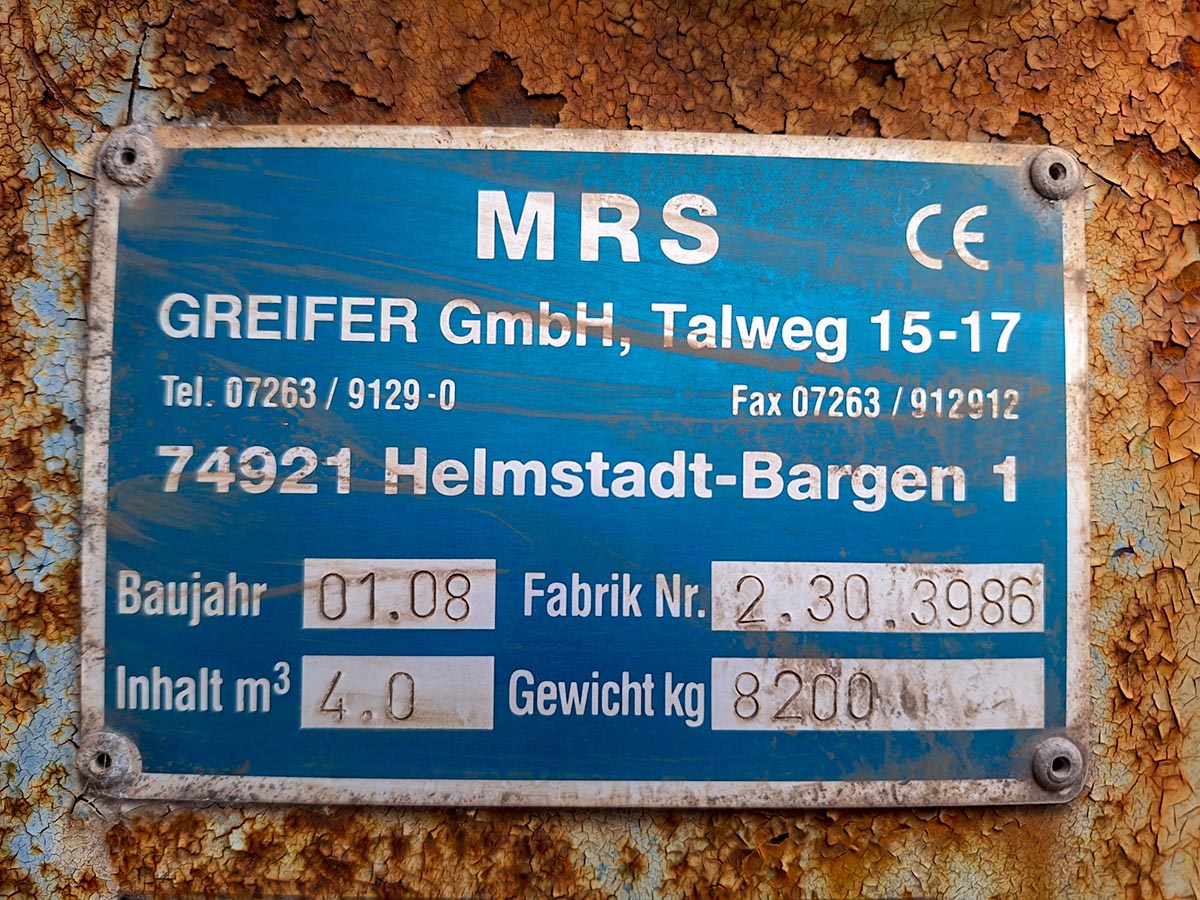 MRS CE
GREIFER GmbH, Talweg 15-17
Tel. 07263 / 9129-0 Fax 07263 / 912912
74921 Helmstadt-Bargen 1
Baujahr 01.08 Fabrik Nr. 2.30.3986
Inhalt m³ 4.0 Gewicht kg 8200